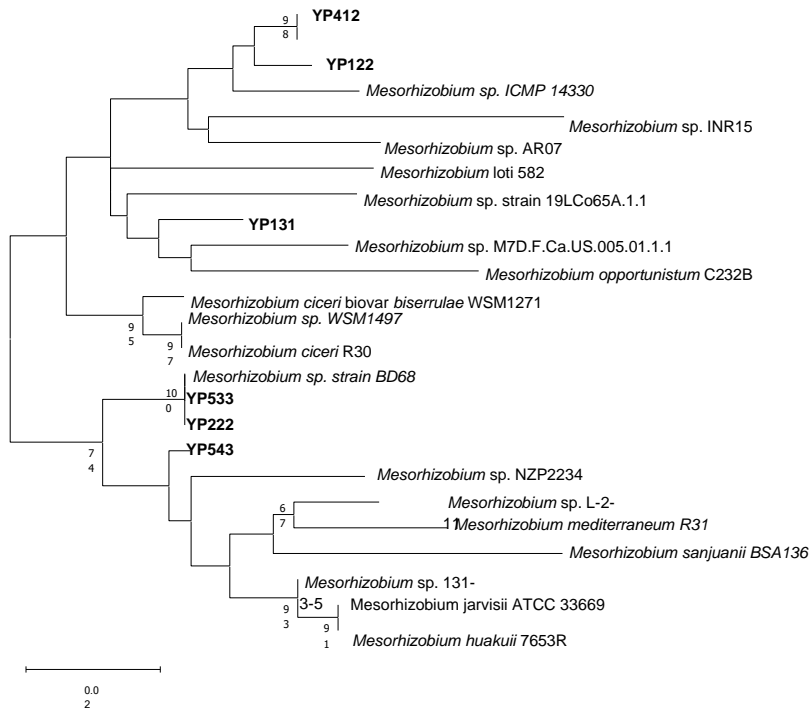 YP412
9
8
YP122
Mesorhizobium sp. ICMP 14330
Mesorhizobium sp. INR15
Mesorhizobium sp. AR07
Mesorhizobium loti 582
Mesorhizobium sp. strain 19LCo65A.1.1
YP131
Mesorhizobium sp. M7D.F.Ca.US.005.01.1.1
Mesorhizobium opportunistum C232B
Mesorhizobium ciceri biovar biserrulae WSM1271
Mesorhizobium sp. WSM1497
9
5
9
7
Mesorhizobium ciceri R30
Mesorhizobium sp. strain BD68
10
0
YP533
YP222
7
4
YP543
Mesorhizobium sp. NZP2234
Mesorhizobium sp. L-2-
11
6
7
Mesorhizobium mediterraneum R31
Mesorhizobium sanjuanii BSA136
Mesorhizobium sp. 131-
3-5
9
3
Mesorhizobium jarvisii ATCC 33669
9
1
Mesorhizobium huakuii 7653R
0.0
2